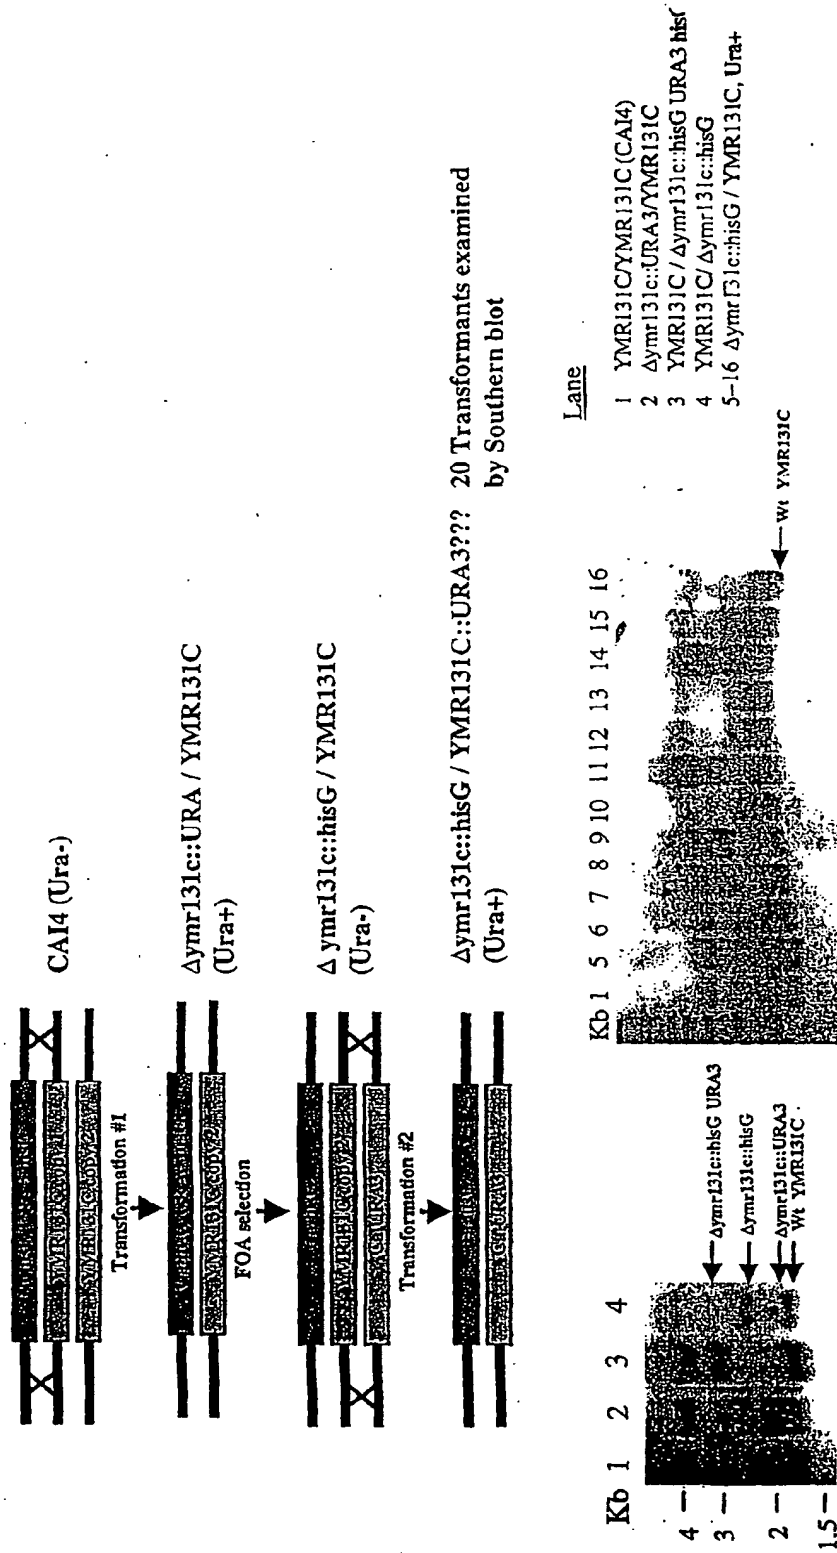 CAI4 (Ura-)
Transformation #1
Δymr131c::URA / YMR131C
(Ura+)
FOA selection
Δ ymr131c::hisG / YMR131C
(Ura-)
Transformation #2
Δymr131c::hisG / YMR131C::URA3??? 20 Transformants examined
by Southern blot
(Ura+)
Kb 1 2 3 4
4
3
2
1.5
Δymr131c::hisG URA3
Δymr131c::hisG
Δymr131c::URA3
Wt YMR131C
Kb 1 5 6 7 8 9 10 11 12 13 14 15 16
Wt YMR131C
Lane
1 YMR131C/YMR131C (CAI4)
2 Δymr131c::URA3/YMR131C
3 YMR131C / Δymr131c::hisG URA3 his(
4 YMR131C/ Δymr131c::hisG
5-16 Δymr131c::hisG / YMR131C, Ura+